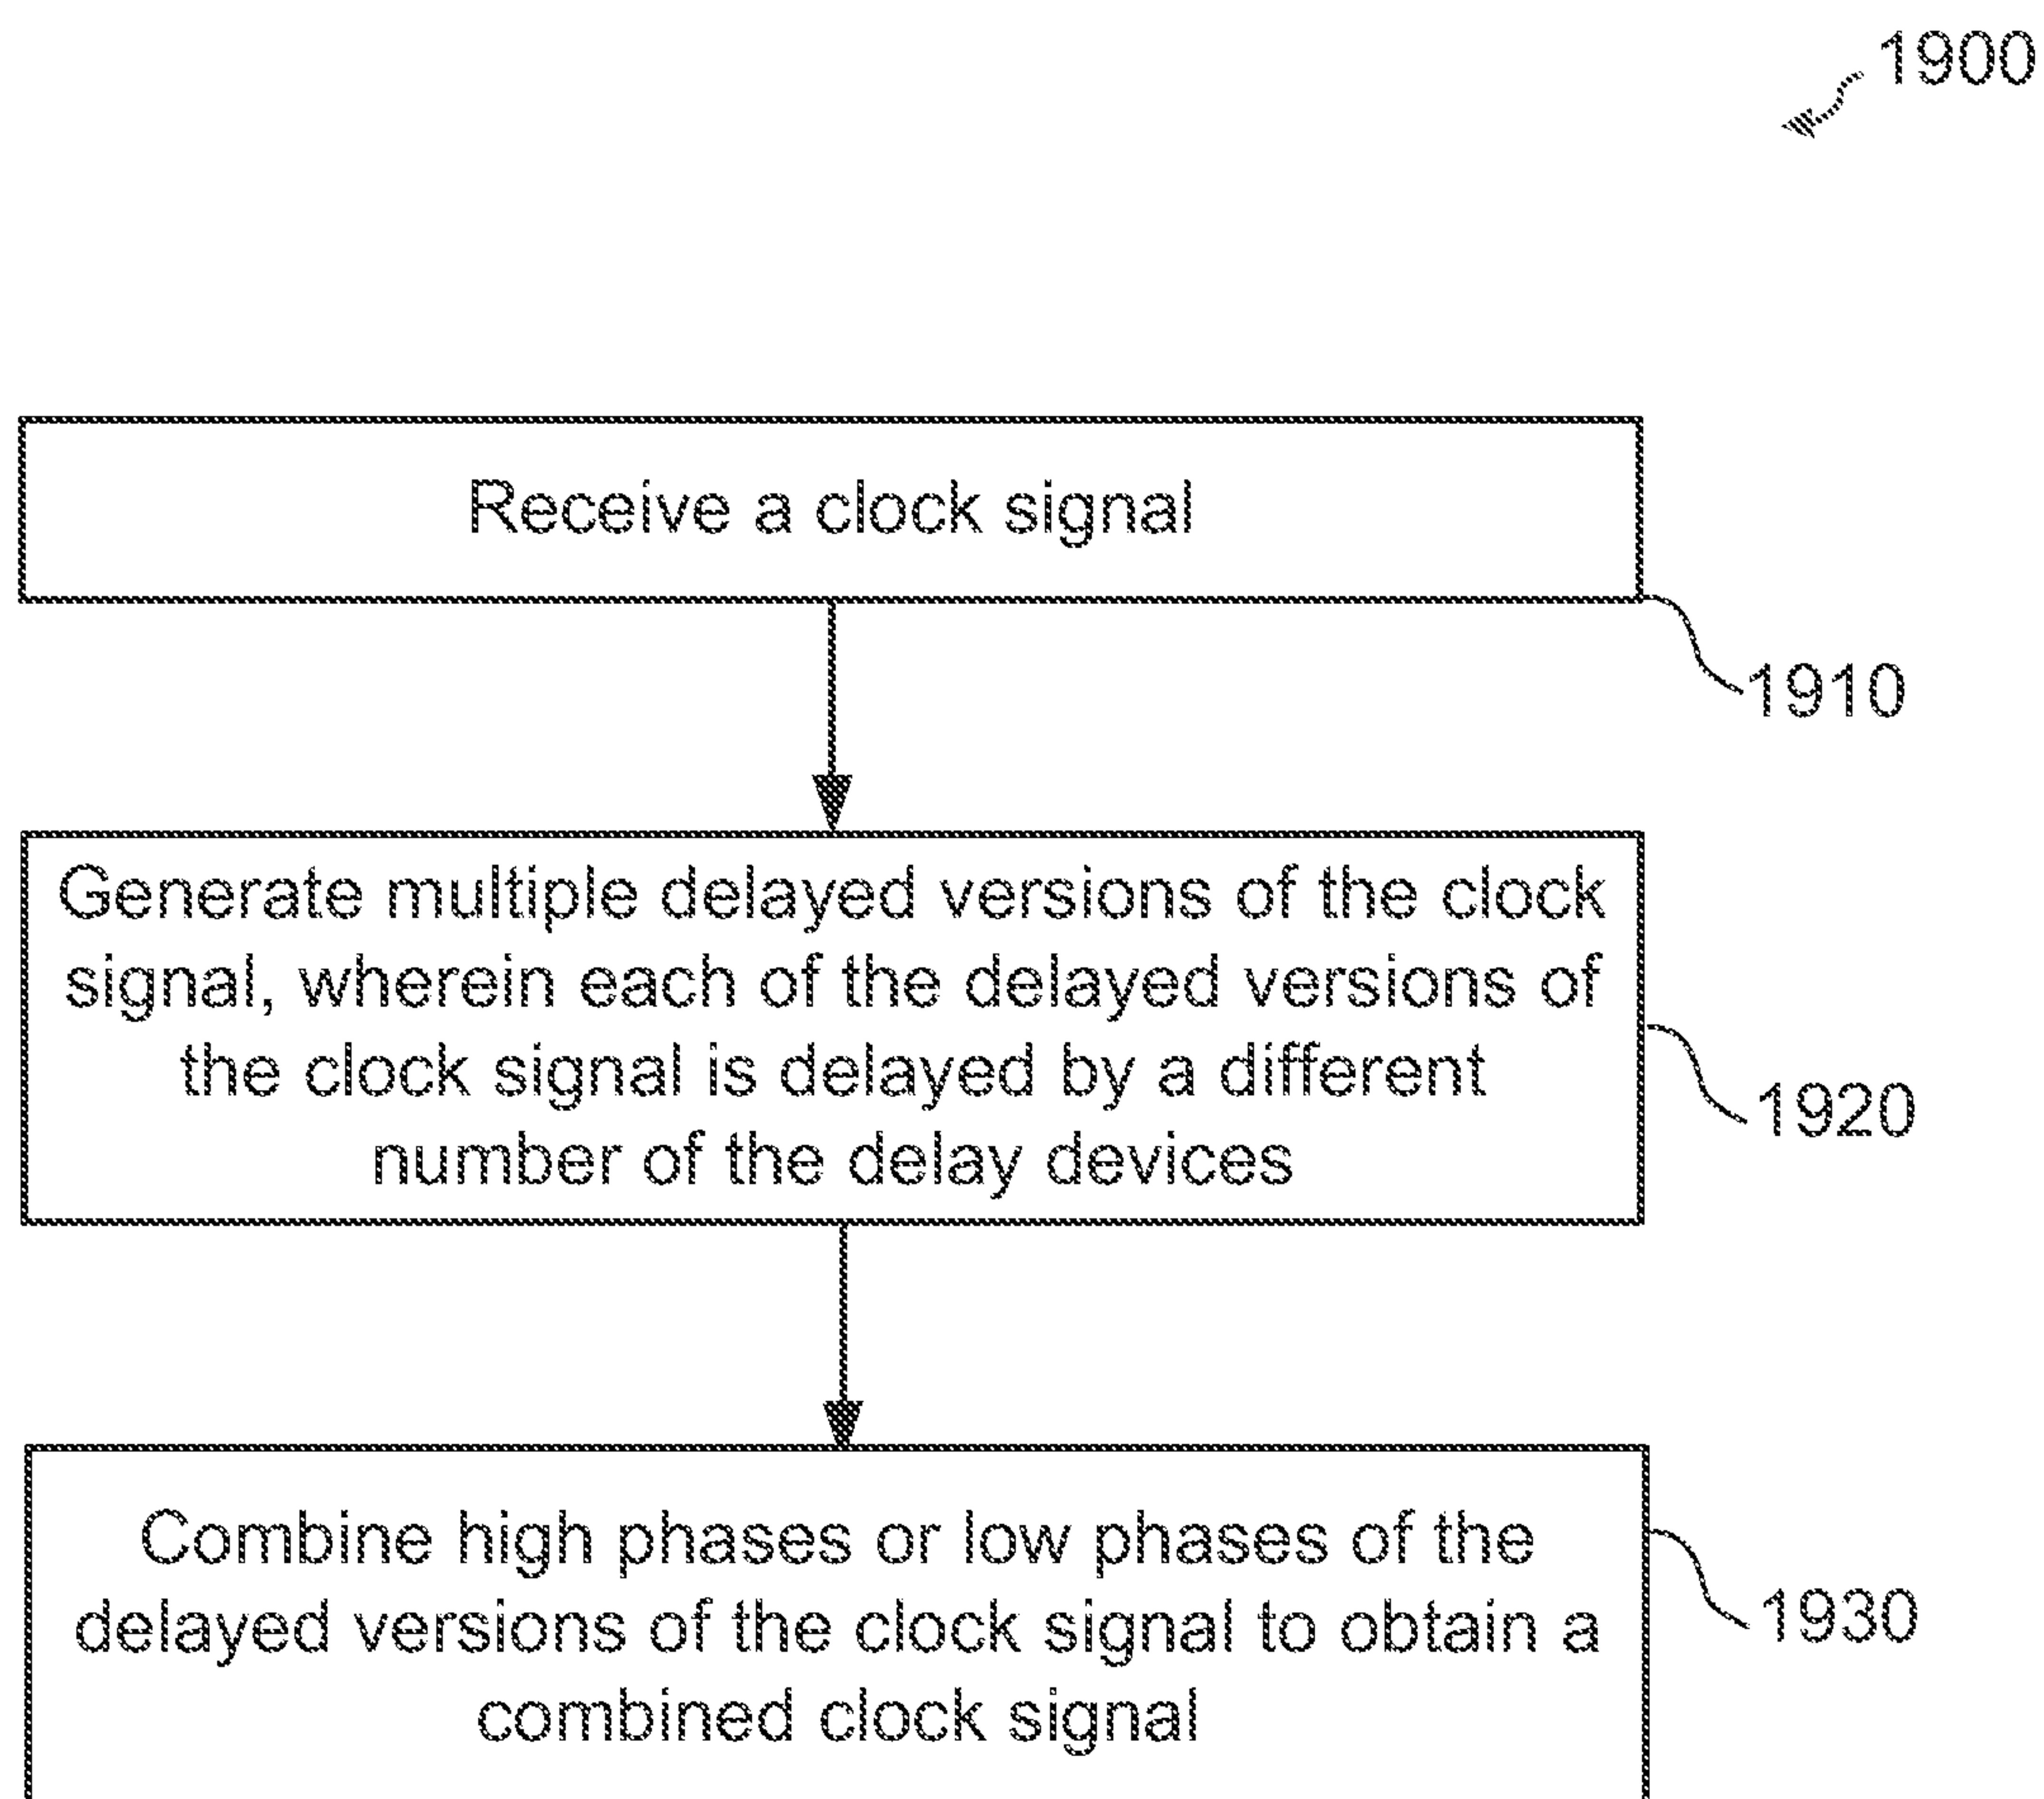 1900
Receive a clock signal
1910
Generate multiple delayed versions of the clock
signal, wherein each of the delayed versions of
the clock signal is delayed by a different
number of the delay devices
1920
Combine high phases or low phases of the
delayed versions of the clock signal to obtain a
combined clock signal
1930